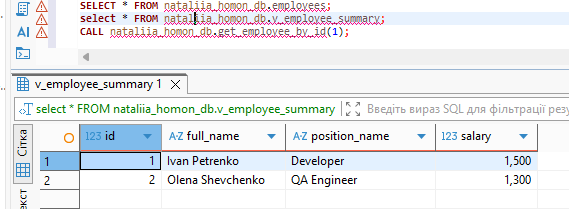 SELECT * FROM nataliia_homon_db.employees;
select * FROM nataliia_homon_db.v_employee_summary;
CALL nataliia_homon_db.get_employee_by_id(1);
v_employee_summary 1
select * FROM nataliia_homon_db.v_employee_summary Введіть вираз SQL для фільтрації резу
Сітка
123 id A-Z full_name A-Z position_name 123 salary
1 1 Ivan Petrenko Developer 1,500
2 2 Olena Shevchenko QA Engineer 1,300